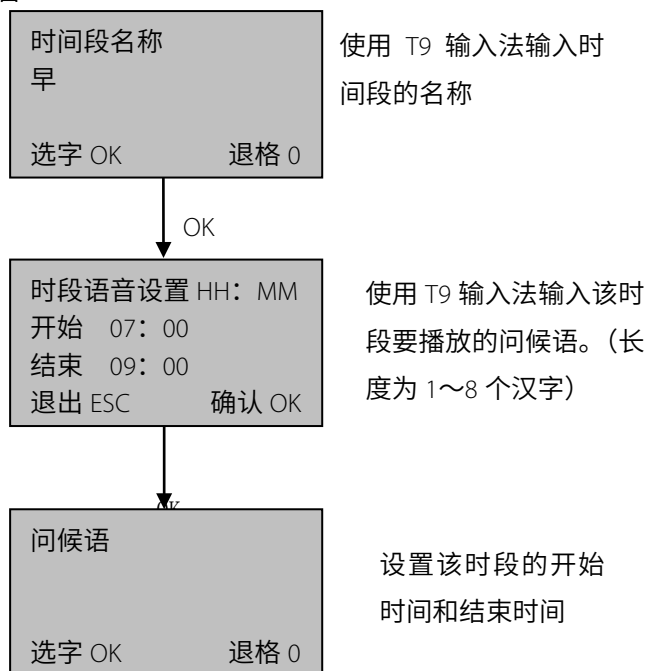 时间段名称
早
选字 OK 退格 0
使用 T9 输入法输入时
间段的名称
OK
时段语音设置 HH：MM
开始 07：00
结束 09：00
退出 ESC 确认 OK
使用 T9 输入法输入该时
段要播放的问候语。（长
度为 1～8 个汉字）
问候语
选字 OK 退格 0
设置该时段的开始
时间和结束时间